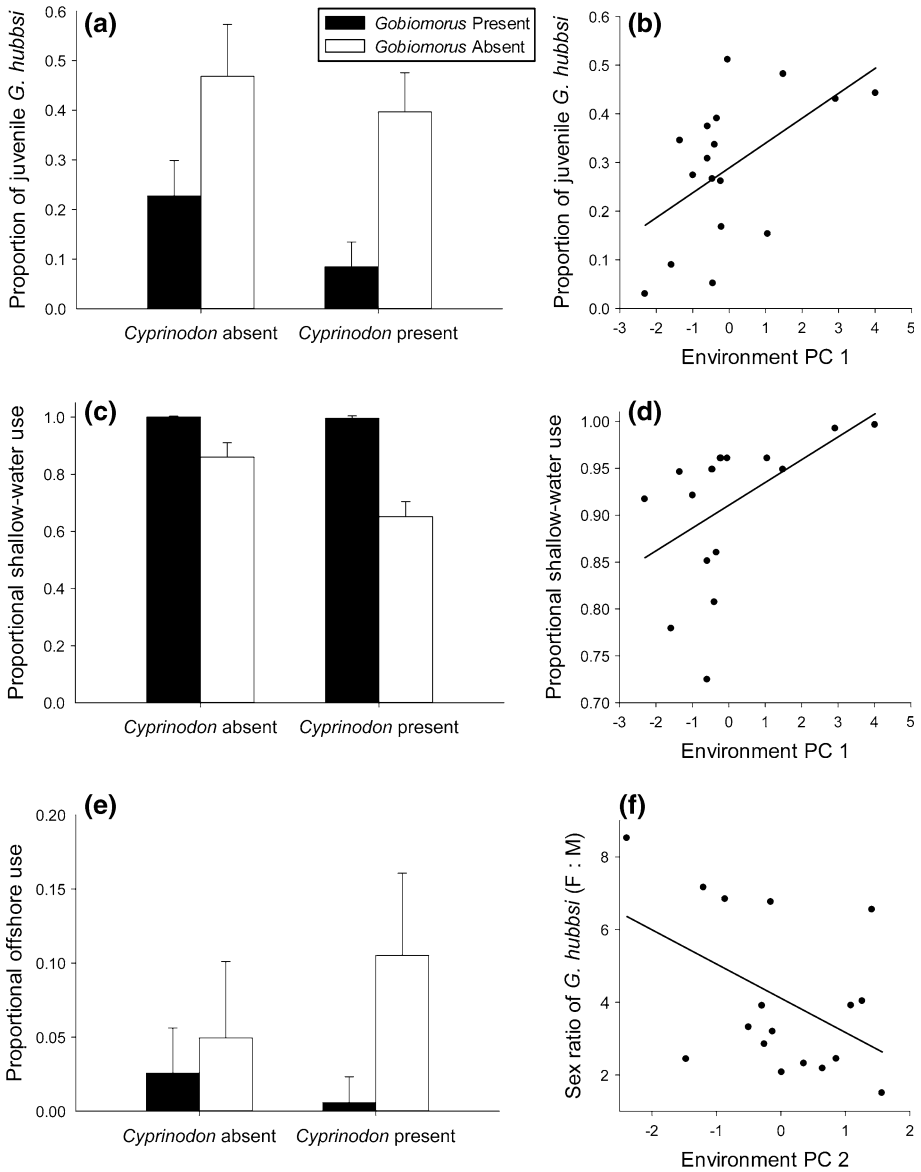 (a)
Gobiomorus Present
Gobiomorus Absent
Proportion of juvenile G. hubbsi
0.6
0.5
0.4
0.3
0.2
0.1
0.0
Cyprinodon absent Cyprinodon present
(b)
Proportion of juvenile G. hubbsi
0.6
0.5
0.4
0.3
0.2
0.1
0.0
-3 -2 -1 0 1 2 3 4 5
Environment PC 1
(c)
Proportional shallow-water use
1.0
0.8
0.6
0.4
0.2
0.0
Cyprinodon absent Cyprinodon present
(d)
Proportional shallow-water use
1.00
0.95
0.90
0.85
0.80
0.75
0.70
-3 -2 -1 0 1 2 3 4 5
Environment PC 1
(e)
Proportional offshore use
0.20
0.15
0.10
0.05
0.00
Cyprinodon absent Cyprinodon present
(f)
Sex ratio of G. hubbsi (F : M)
8
6
4
2
-2 -1 0 1 2
Environment PC 2